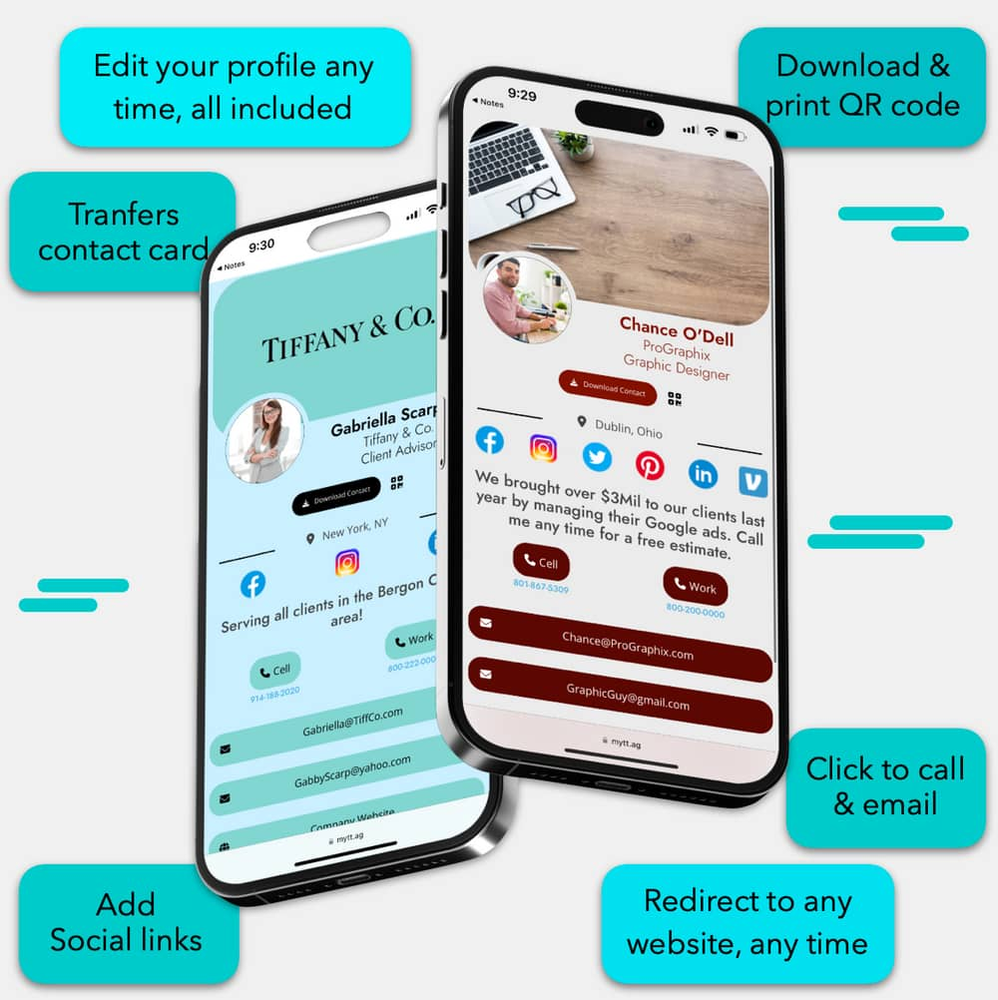 Edit your profile any
time, all included
Download &
print QR code
Tranfers
contact card
9:30
Notes
TIFFANY & CO.
Gabriella Scarp
Tiffany & Co.
Client Advisor
Download Contact
New York, NY
Serving all clients in the Bergon C
area!
Cell
Work
914-188-2020
800-222-000
Gabriella@TiffCo.com
GabbyScarp@yahoo.com
Company Website
mytt.ag
9:29
Notes
Chance O'Dell
ProGraphix
Graphic Designer
Download Contact
Dublin, Ohio
in
We brought over $3Mil to our clients last
year by managing their Google ads. Call
me any time for a free estimate.
Cell
Work
801-867-5309
800-200-0000
Chance@ProGraphix.com
GraphicGuy@gmail.com
mytt.ag
Click to call
& email
Add
Social links
Redirect to any
website, any time